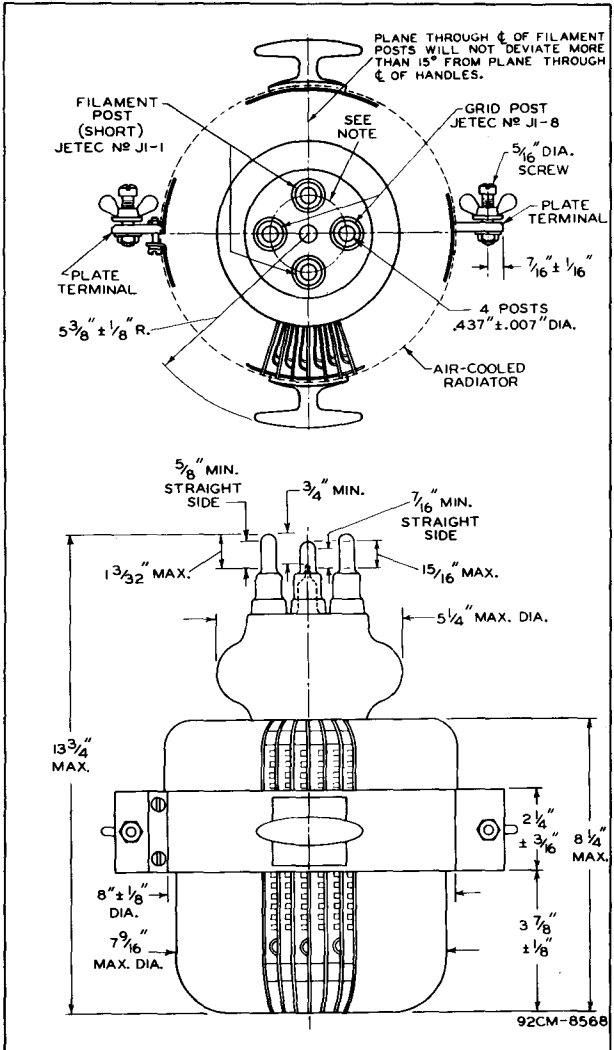 PLANE THROUGH ℄ OF FILAMENT
POSTS WILL NOT DEVIATE MORE
THAN 15° FROM PLANE THROUGH
℄ OF HANDLES.
FILAMENT
POST
(SHORT)
JETEC Nº J1-1
SEE
NOTE
GRID POST
JETEC Nº J1-8
5/16" DIA.
SCREW
PLATE
TERMINAL
PLATE
TERMINAL
7/16" ± 1/16"
5 3/8" ± 1/8" R.
4 POSTS
.437" ± .007" DIA.
AIR-COOLED
RADIATOR
5/8" MIN.
STRAIGHT
SIDE
3/4" MIN.
7/16" MIN.
STRAIGHT
SIDE
1 3/32" MAX.
15/16" MAX.
5 1/4" MAX. DIA.
13 3/4"
MAX.
2 1/4"
± 3/16"
8 1/4"
MAX.
8" ± 1/8"
DIA.
7 9/16"
MAX. DIA.
3 7/8"
± 1/8"
92CM-8568